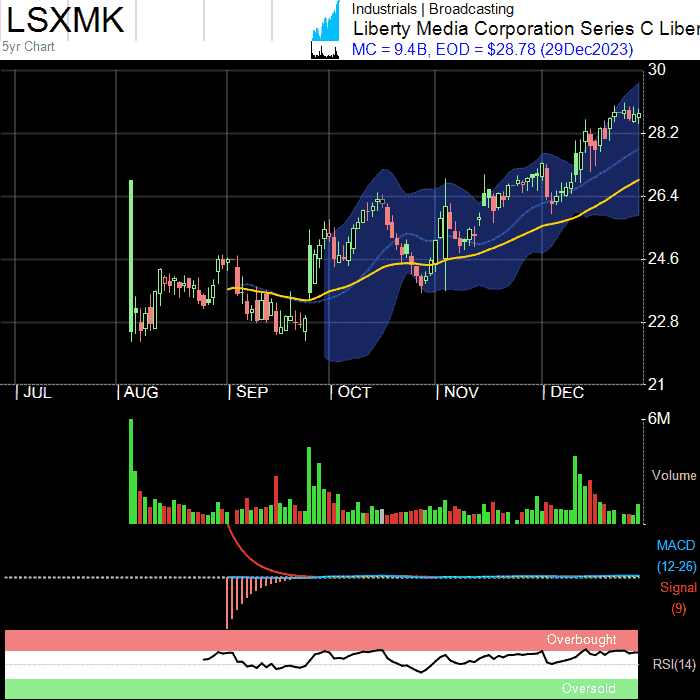 LSXMK
5yr Chart
Industrials | Broadcasting
Liberty Media Corporation Series C Liber
MC = 9.4B, EOD = $28.78 (29Dec2023)
30
28.2
26.4
24.6
22.8
21
| JUL | AUG | SEP | OCT | NOV | DEC
6M
Volume
MACD
(12-26)
Signal
(9)
Overbought
RSI(14)
Oversold